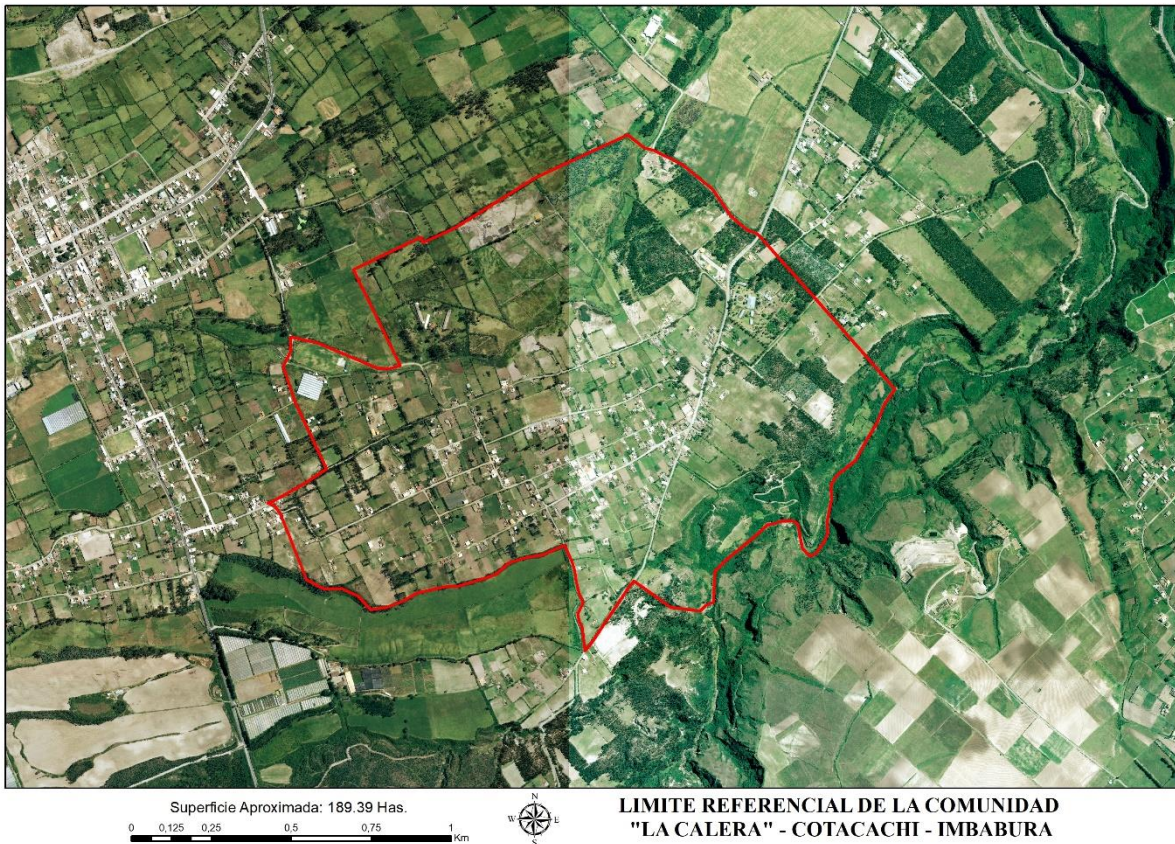 Superficie Aproximada: 189.39 Has.
0 0,125 0,25 0,5 0,75 1
Km
N
W E
S
LIMITE REFERENCIAL DE LA COMUNIDAD
"LA CALERA" - COTACACHI - IMBABURA